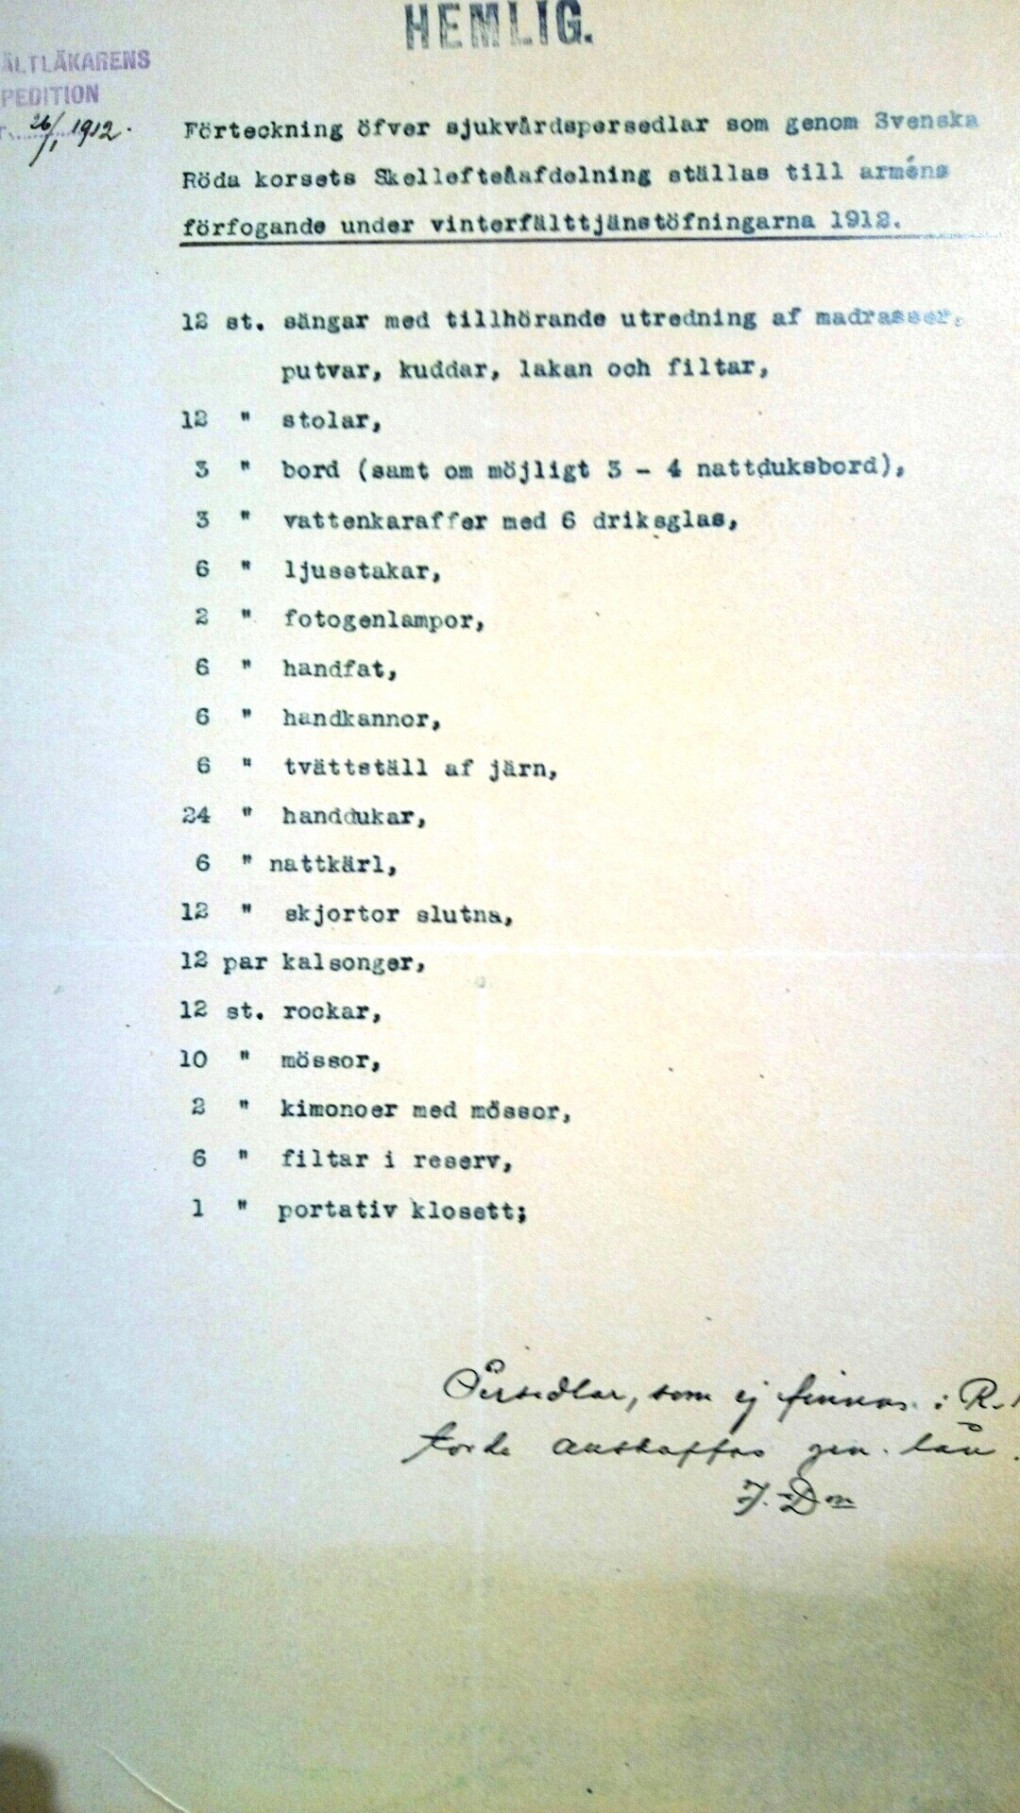 HEMLIG.
ÄLTLÄKARENS
PEDITION
26/1 1912.
Förteckning öfver sjukvårdspersedlar som genom Svenska
Röda korsets Skellefteåafdelning ställas till arméns
förfogande under vinterfälttjänstöfningarna 1912.
12 st. sängar med tillhörande utredning af madrasser,
putvar, kuddar, lakan och filtar,
12 " stolar,
3 " bord (samt om möjligt 3 - 4 nattduksbord),
3 " vattenkaraffer med 6 driksglas,
6 " ljusstakar,
2 " fotogenlampor,
6 " handfat,
6 " handkannor,
6 " tvättställ af järn,
24 " handdukar,
6 " nattkärl,
12 " skjortor slutna,
12 par kalsonger,
12 st. rockar,
10 " mössor,
2 " kimonoer med mössor,
6 " filtar i reserv,
1 " portativ klosett;
Persedlar, som ej finnas i R.
torde anskaffas gen. lån.